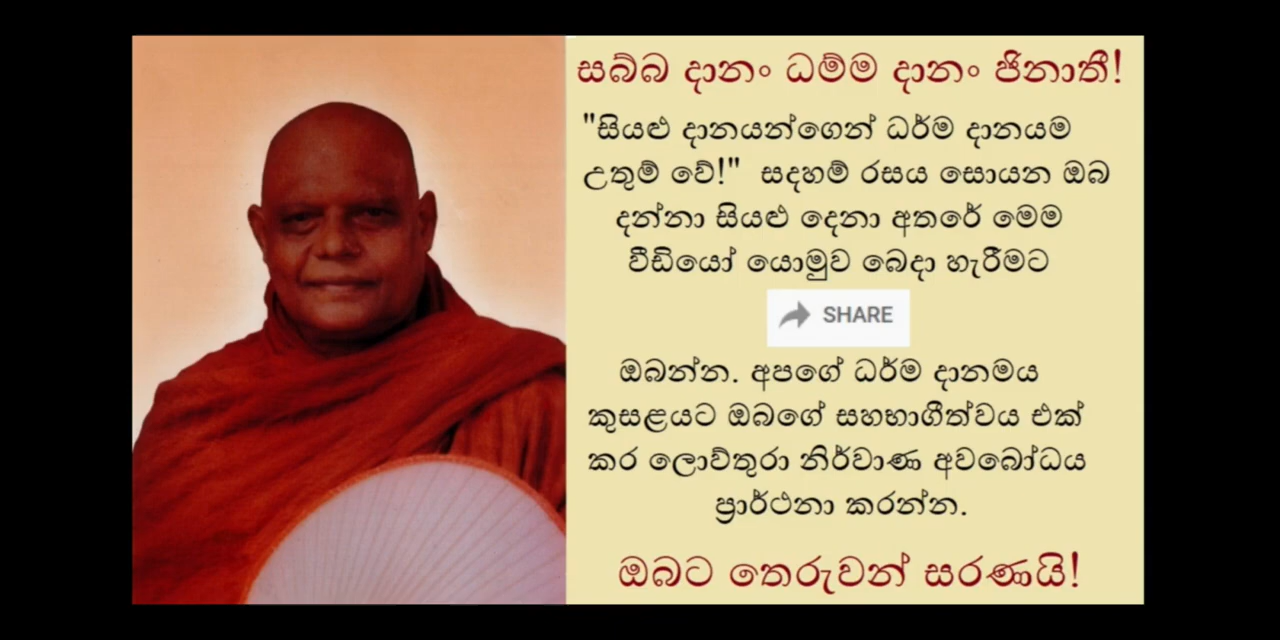 සබ්බ දානං ධම්ම දානං ජිනාතී!
"සියළු දානයන්ගෙන් ධර්ම දානයම
උතුම් වේ!" සදහම් රසය සොයන ඔබ
දන්නා සියළු දෙනා අතරේ මෙම
වීඩියෝ යොමුව බෙදා හැරීමට
SHARE
ඔබන්න. අපගේ ධර්ම දානමය
කුසළයට ඔබගේ සහභාගීත්වය එක්
කර ලොව්තුරා නිර්වාණ අවබෝධය
ප්‍රාර්ථනා කරන්න.
ඔබට තෙරුවන් සරණයි!